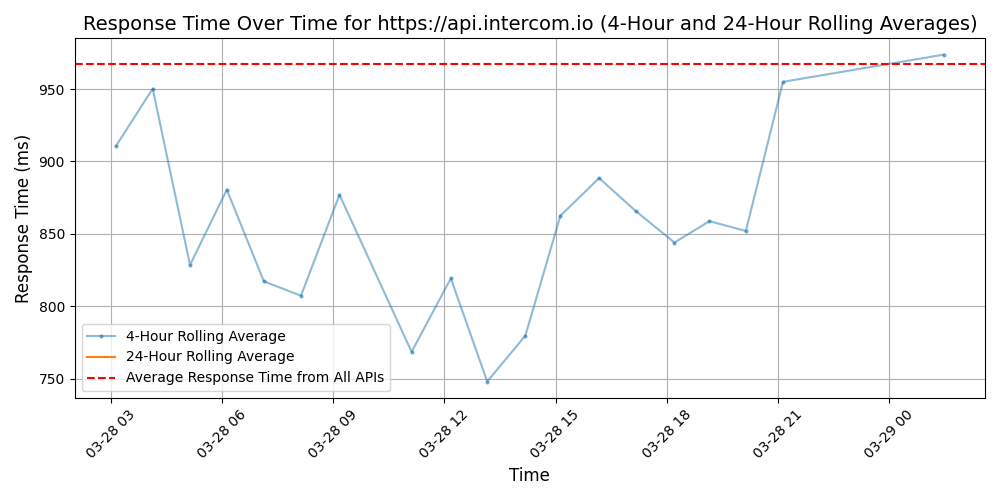 Response Time Over Time for https://api.intercom.io (4-Hour and 24-Hour Rolling Averages)
Response Time (ms)
950
900
850
800
750
4-Hour Rolling Average
24-Hour Rolling Average
Average Response Time from All APIs
03-28 03
03-28 06
03-28 09
03-28 12
03-28 15
03-28 18
03-28 21
03-29 00
Time